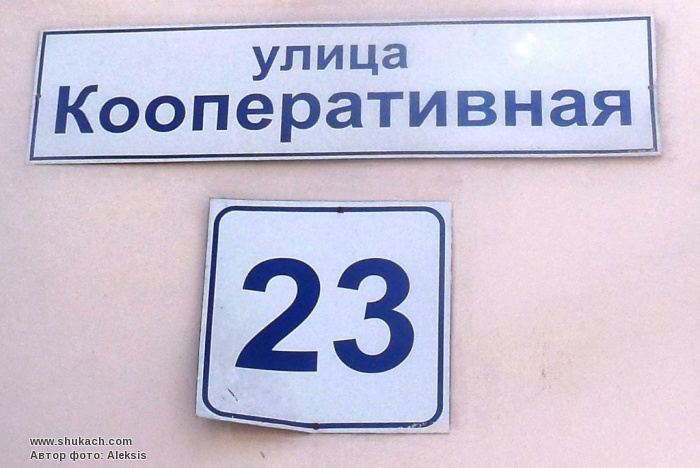 улица
Кооперативная
23
www.shukach.com
Автор фото: Aleksis